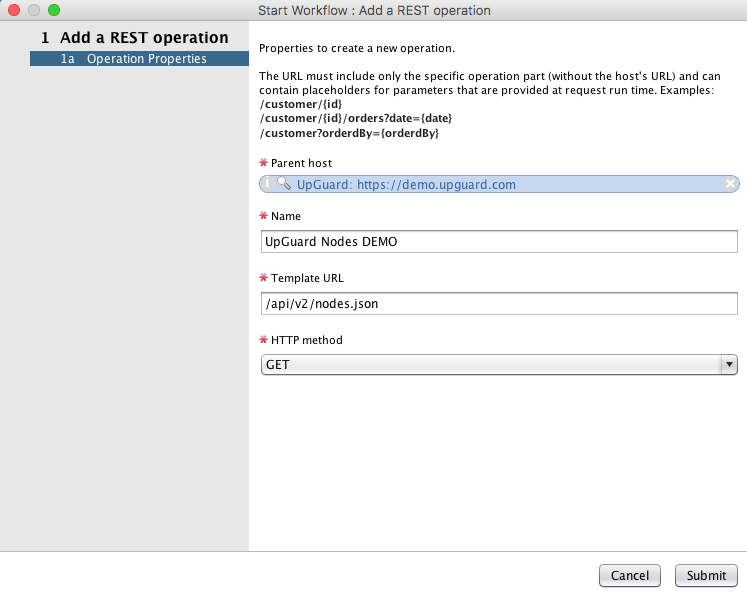 Start Workflow : Add a REST operation
1 Add a REST operation
1a Operation Properties
Properties to create a new operation.
The URL must include only the specific operation part (without the host's URL) and can
contain placeholders for parameters that are provided at request run time. Examples:
/customer/{id}
/customer/{id}/orders?date={date}
/customer?orderdBy={orderdBy}
* Parent host
i UpGuard: https://demo.upguard.com
* Name
UpGuard Nodes DEMO
* Template URL
/api/v2/nodes.json
* HTTP method
GET
Cancel Submit